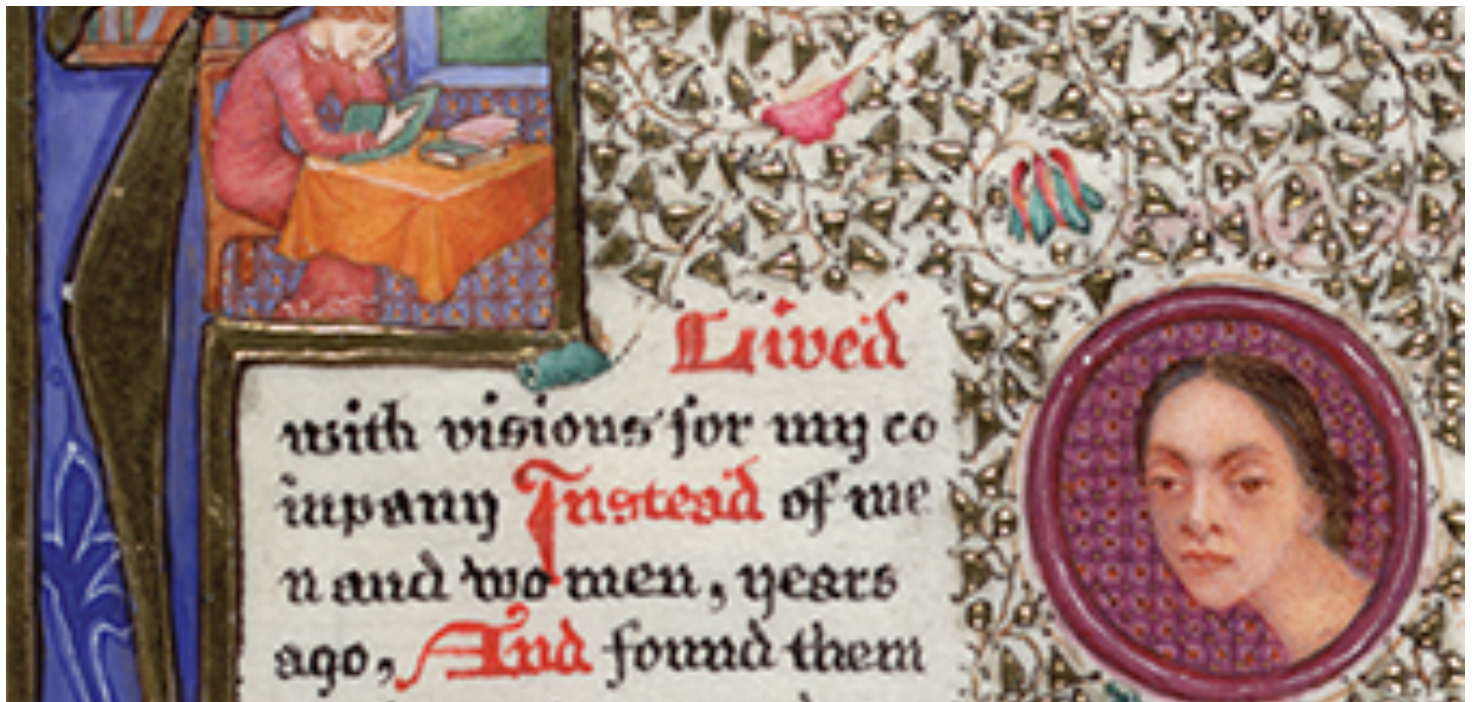 Lived
with visions for my co
mpany Instead of me
n and women, years
ago, And found them